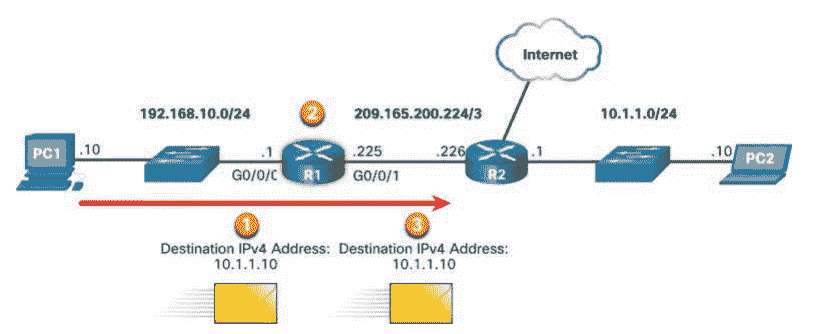 Internet
192.168.10.0/24
2
209.165.200.224/3
10.1.1.0/24
PC1
.10
.1
R1
.225
.226
R2
.1
.10
PC2
G0/0/0
G0/0/1
1
3
Destination IPv4 Address:
10.1.1.10
Destination IPv4 Address:
10.1.1.10